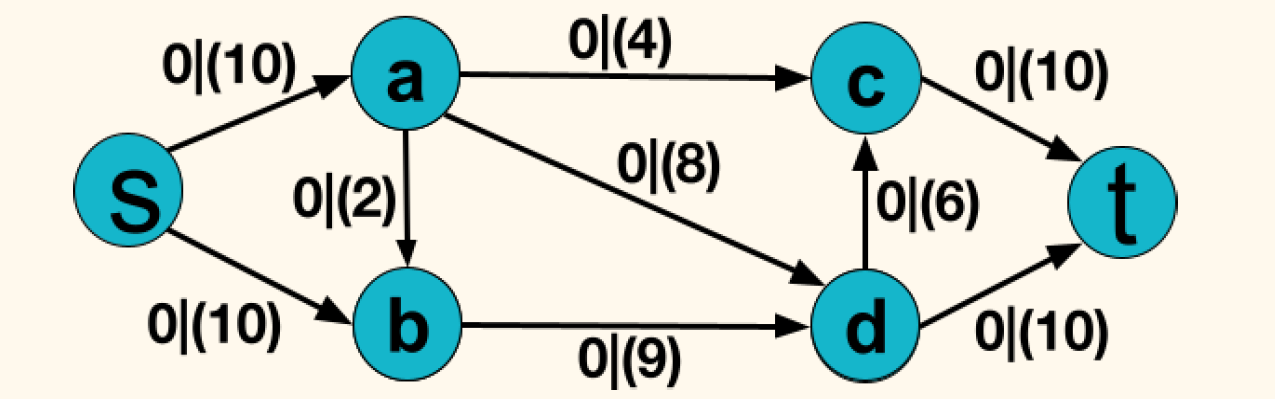 0|(4)
0|(10) a c 0|(10)
0|(8)
S 0|(2) 0|(6) t
0|(10) b d 0|(10)
0|(9)